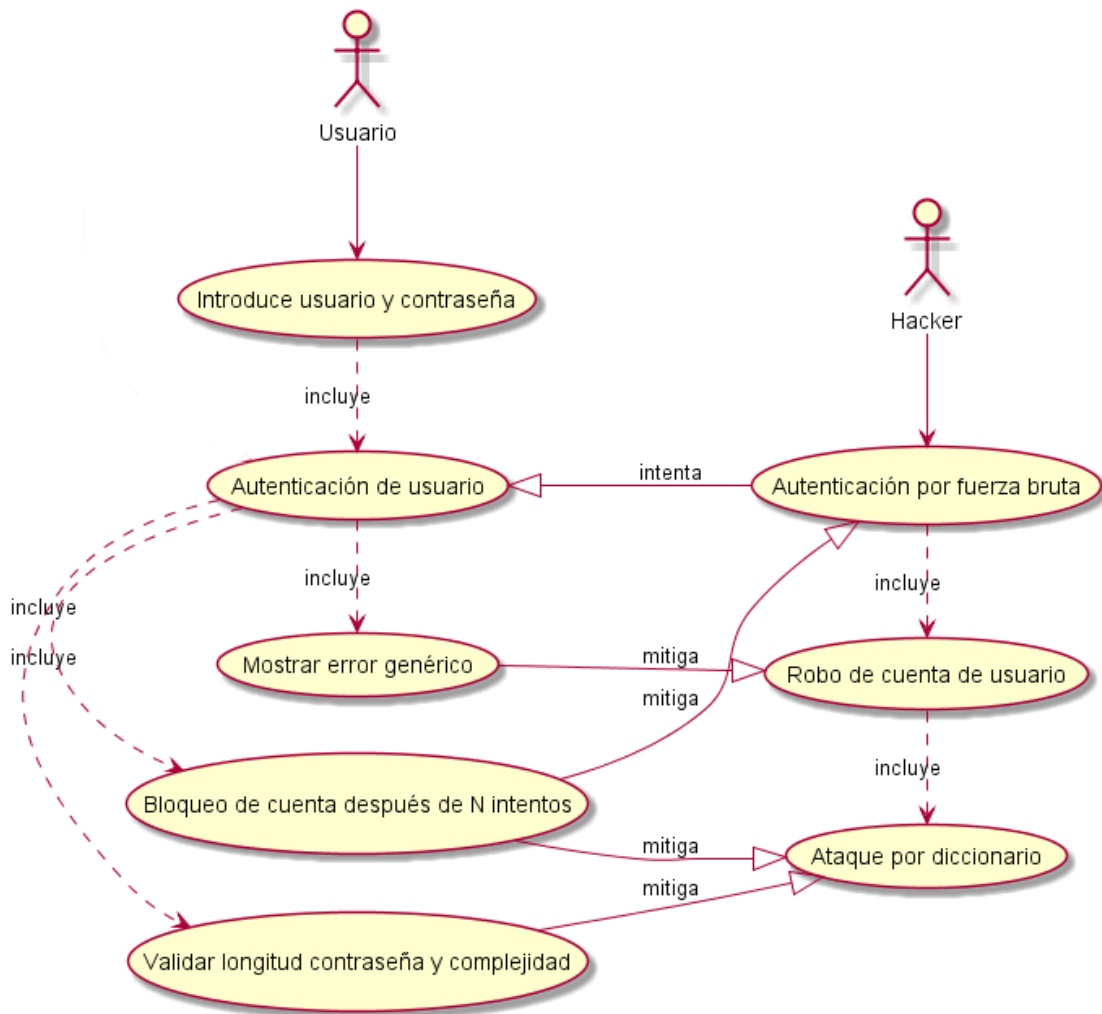 Usuario
Introduce usuario y contraseña
Hacker
incluye
Autenticación de usuario
intenta
Autenticación por fuerza bruta
incluye
incluye
incluye
incluye
Mostrar error genérico
mitiga
Robo de cuenta de usuario
mitiga
incluye
Bloqueo de cuenta después de N intentos
mitiga
Ataque por diccionario
mitiga
Validar longitud contraseña y complejidad